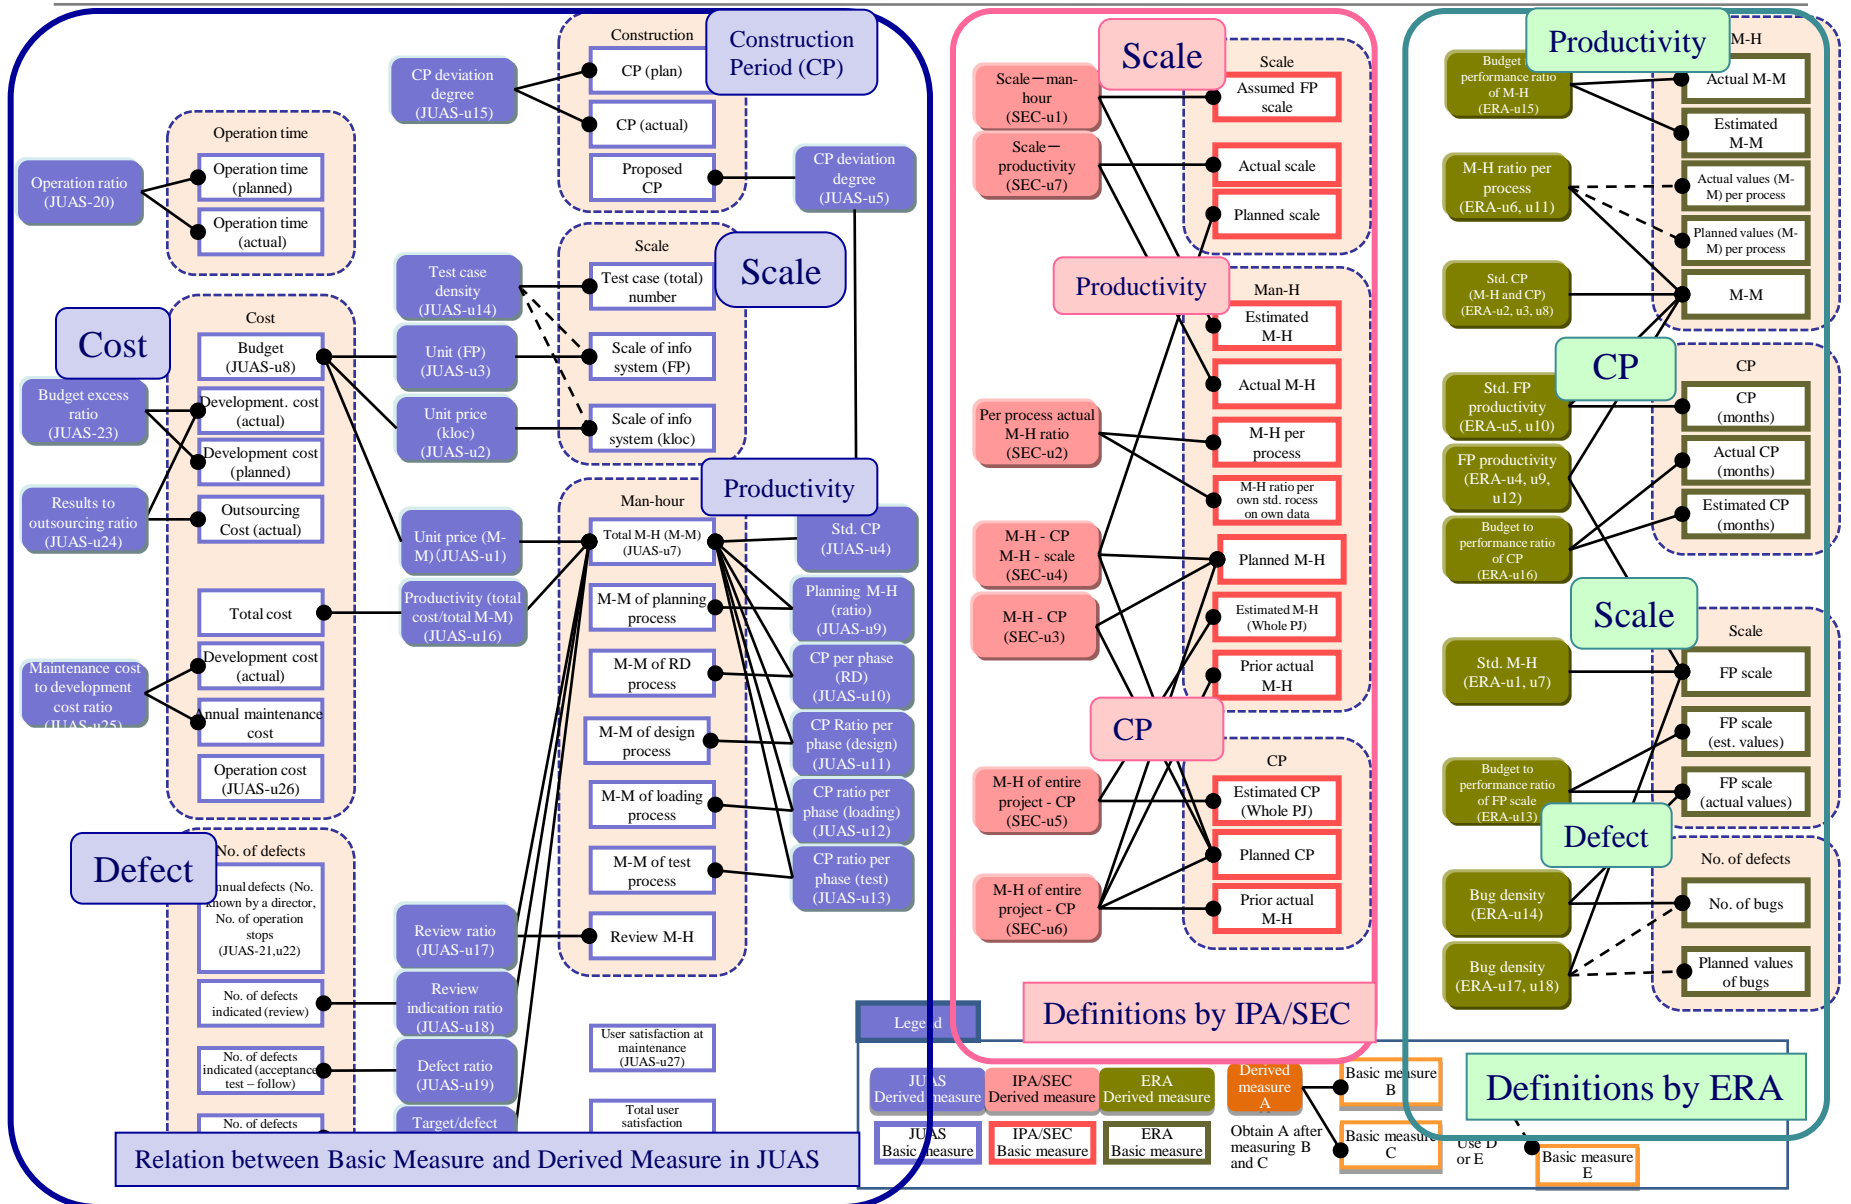 Construction
Period (CP)
Construction
CP (plan)
CP (actual)
Proposed
CP
CP deviation
degree
(JUAS-u15)
CP deviation
degree
(JUAS-u5)
Operation time
Operation time
(planned)
Operation time
(actual)
Operation ratio
(JUAS-20)
Scale
Scale
Test case (total)
number
Scale of info
system (FP)
Scale of info
system (kloc)
Test case
density
(JUAS-u14)
Unit (FP)
(JUAS-u3)
Unit price
(kloc)
(JUAS-u2)
Cost
Cost
Budget
(JUAS-u8)
Development. cost
(actual)
Development cost
(planned)
Outsourcing
Cost (actual)
Total cost
Development cost
(actual)
Annual maintenance
cost
Operation cost
(JUAS-u26)
Budget excess
ratio
(JUAS-23)
Results to
outsourcing ratio
(JUAS-u24)
Maintenance cost
to development
cost ratio
(JUAS-u25)
Unit price (M-
M) (JUAS-u1)
Productivity (total
cost/total M-M)
(JUAS-u16)
Productivity
Man-hour
Total M-H (M-M)
(JUAS-u7)
M-M of planning
process
M-M of RD
process
M-M of design
process
M-M of loading
process
M-M of test
process
Review M-H
Std. CP
(JUAS-u4)
Planning M-H
(ratio)
(JUAS-u9)
CP per phase
(RD)
(JUAS-u10)
CP Ratio per
phase (design)
(JUAS-u11)
CP ratio per
phase (loading)
(JUAS-u12)
CP ratio per
phase (test)
(JUAS-u13)
Defect
No. of defects
nnual defects (No.
known by a director,
No. of operation
stops
(JUAS-21,u22)
No. of defects
indicated (review)
No. of defects
indicated (acceptance
test – follow)
No. of defects
Review ratio
(JUAS-u17)
Review
indication ratio
(JUAS-u18)
Defect ratio
(JUAS-u19)
Target/defect
User satisfaction at
maintenance
(JUAS-u27)
Total user
satisfaction
Relation between Basic Measure and Derived Measure in JUAS
Scale
Scale
Assumed FP
scale
Actual scale
Planned scale
Scale－man-
hour
(SEC-u1)
Scale－
productivity
(SEC-u7)
Productivity
Man-H
Estimated
M-H
Actual M-H
M-H per
process
M-H ratio per
own std. rocess
on own data
Planned M-H
Estimated M-H
(Whole PJ)
Prior actual
M-H
Per process actual
M-H ratio
(SEC-u2)
M-H - CP
M-H - scale
(SEC-u4)
M-H - CP
(SEC-u3)
CP
CP
Estimated CP
(Whole PJ)
Planned CP
Prior actual
M-H
M-H of entire
project - CP
(SEC-u5)
M-H of entire
project - CP
(SEC-u6)
Definitions by IPA/SEC
Productivity
M-H
Actual M-M
Estimated
M-M
Actual values (M-
M) per process
Planned values (M-
M) per process
M-M
Budget
performance ratio
of M-H
(ERA-u15)
M-H ratio per
process
(ERA-u6, u11)
Std. CP
(M-H and CP)
(ERA-u2, u3, u8)
CP
CP
CP
(months)
Actual CP
(months)
Estimated CP
(months)
Std. FP
productivity
(ERA-u5, u10)
FP productivity
(ERA-u4, u9,
u12)
Budget to
performance ratio
of CP
(ERA-u16)
Scale
Scale
FP scale
FP scale
(est. values)
FP scale
(actual values)
Std. M-H
(ERA-u1, u7)
Budget to
performance ratio
of FP scale
(ERA-u13)
Defect
No. of defects
No. of bugs
Planned values
of bugs
Bug density
(ERA-u14)
Bug density
(ERA-u17, u18)
Definitions by ERA
Legend
JUAS
Derived measure
IPA/SEC
Derived measure
ERA
Derived measure
JUAS
Basic measure
IPA/SEC
Basic measure
ERA
Basic measure
Derived
measure
A
Obtain A after
measuring B
and C
Basic measure
B
Basic measure
C
Use D
or E
Basic measure
E